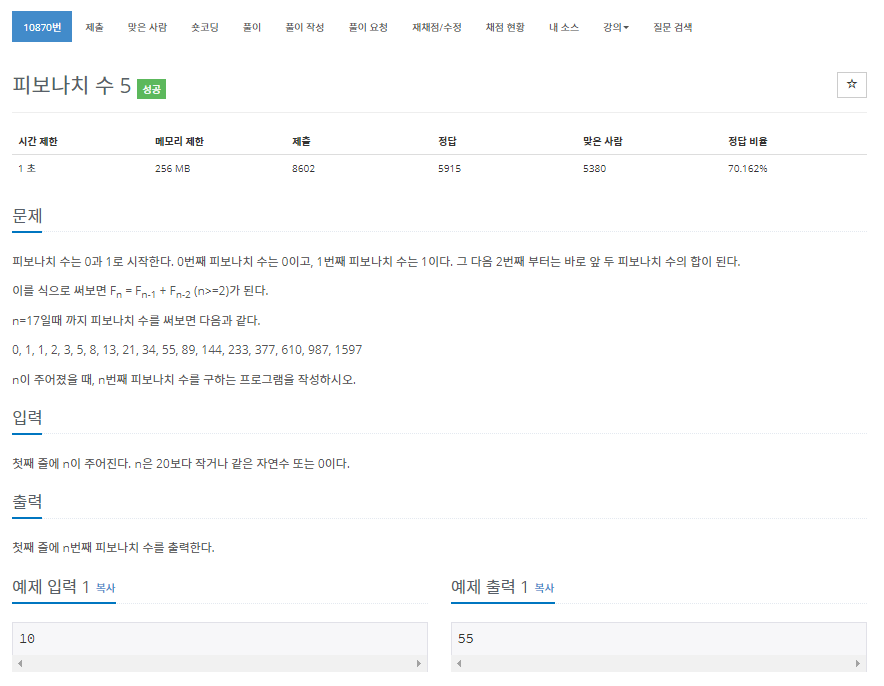 10870번 제출 맞은 사람 숏코딩 풀이 풀이 작성 풀이 요청 재채점/수정 채점 현황 내 소스 강의 질문 검색
피보나치 수 5 성공
시간 제한 메모리 제한 제출 정답 맞은 사람 정답 비율
1 초 256 MB 8602 5915 5380 70.162%
문제
피보나치 수는 0과 1로 시작한다. 0번째 피보나치 수는 0이고, 1번째 피보나치 수는 1이다. 그 다음 2번째 부터는 바로 앞 두 피보나치 수의 합이 된다.
이를 식으로 써보면 Fn = Fn-1 + Fn-2 (n>=2)가 된다.
n=17일때 까지 피보나치 수를 써보면 다음과 같다.
0, 1, 1, 2, 3, 5, 8, 13, 21, 34, 55, 89, 144, 233, 377, 610, 987, 1597
n이 주어졌을 때, n번째 피보나치 수를 구하는 프로그램을 작성하시오.
입력
첫째 줄에 n이 주어진다. n은 20보다 작거나 같은 자연수 또는 0이다.
출력
첫째 줄에 n번째 피보나치 수를 출력한다.
예제 입력 1 복사 예제 출력 1 복사
10 55